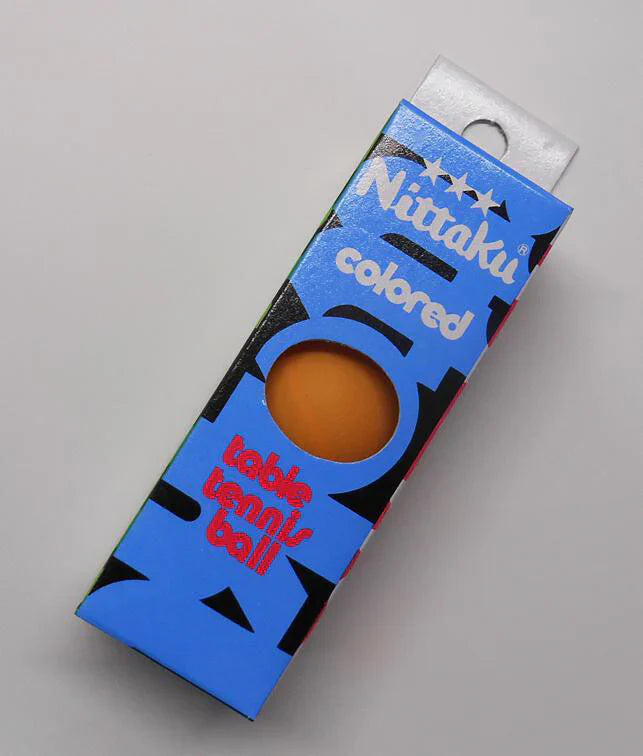 ★★★
Nittaku®
colored
table
tennis
ball